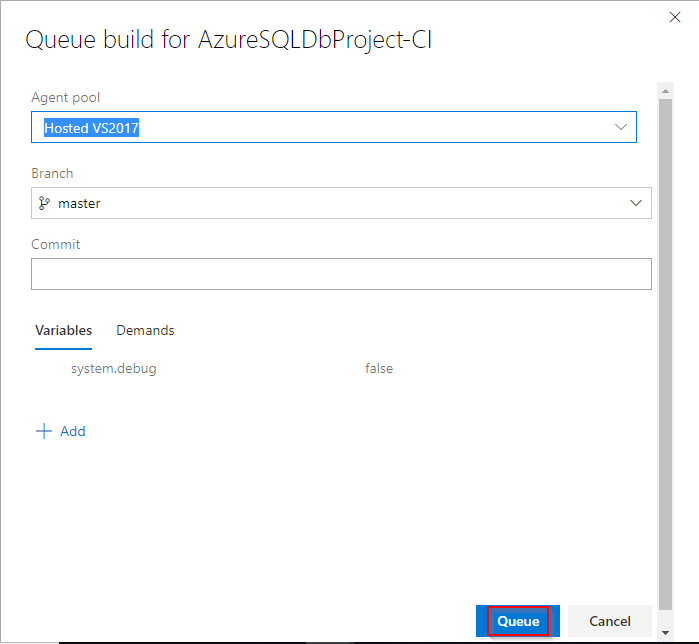 Queue build for AzureSQLDbProject-CI
Agent pool
Hosted VS2017
Branch
master
Commit
Variables Demands
system.debug false
Add
Queue Cancel